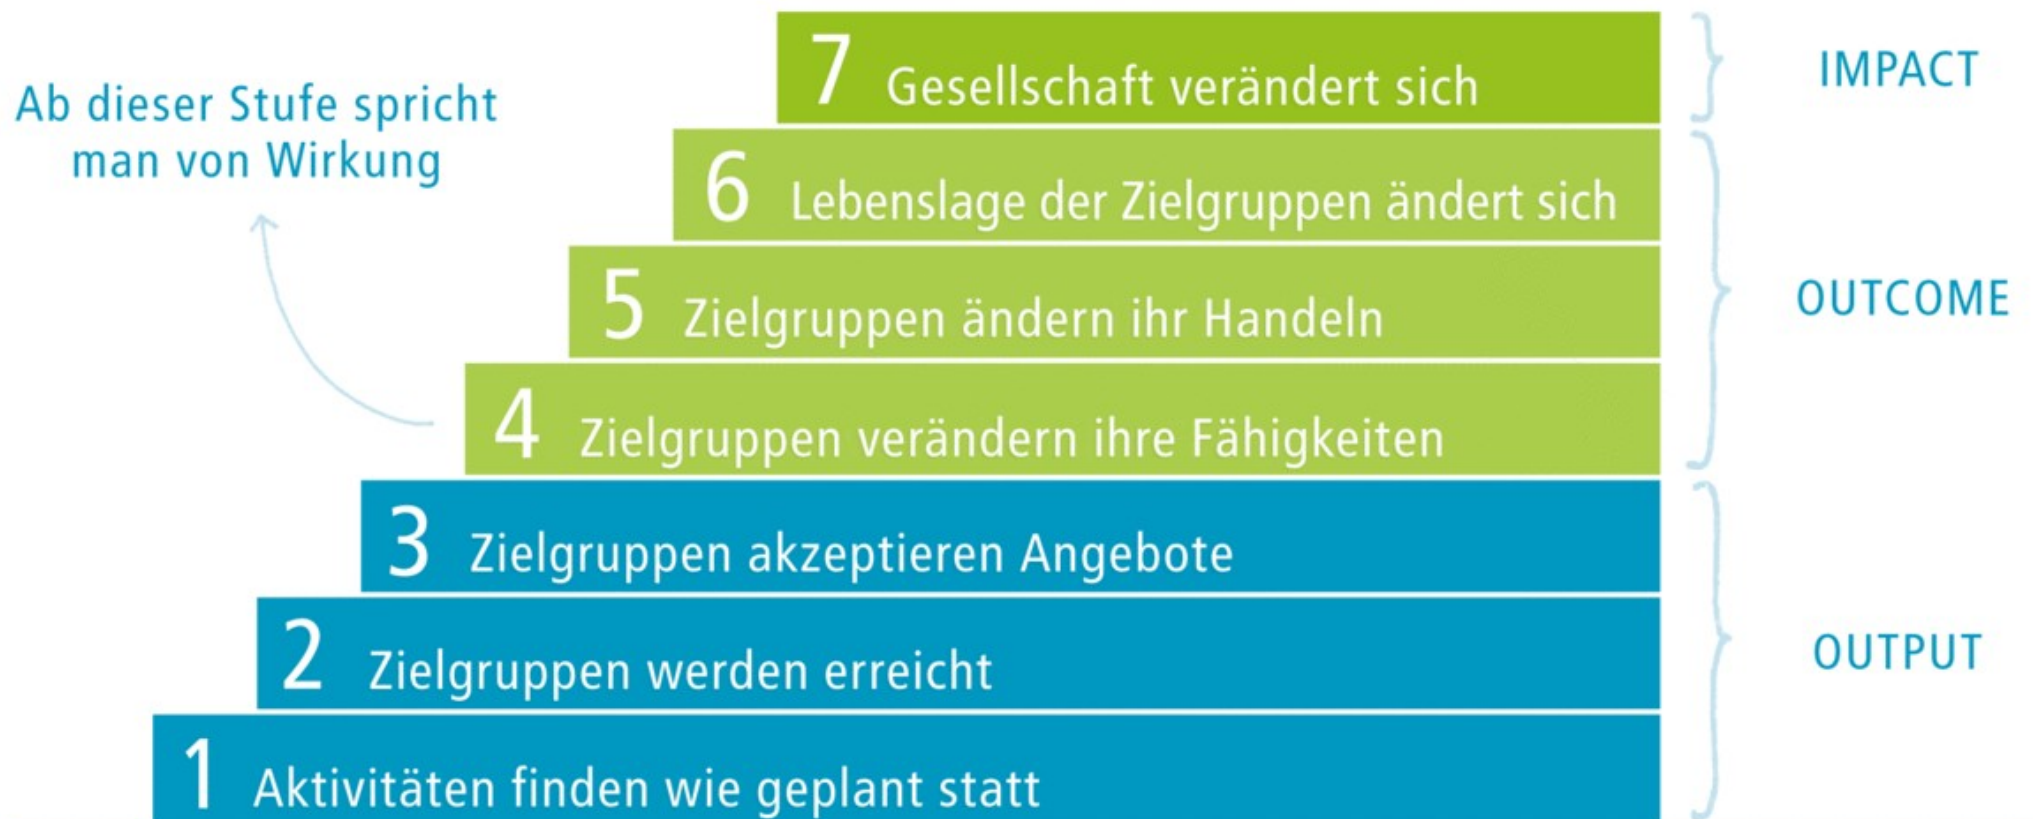 7 Gesellschaft verändert sich
IMPACT
Ab dieser Stufe spricht
man von Wirkung
6 Lebenslage der Zielgruppen ändert sich
5 Zielgruppen ändern ihr Handeln
OUTCOME
4 Zielgruppen verändern ihre Fähigkeiten
3 Zielgruppen akzeptieren Angebote
2 Zielgruppen werden erreicht
OUTPUT
1 Aktivitäten finden wie geplant statt